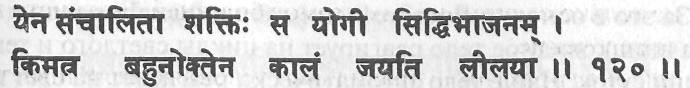 येन संचालिता शक्तिः स योगी सिद्धिभाजनम् ।
किमत्र बहुनोक्तेन कालं जयति लीलया ।। १२० ।।